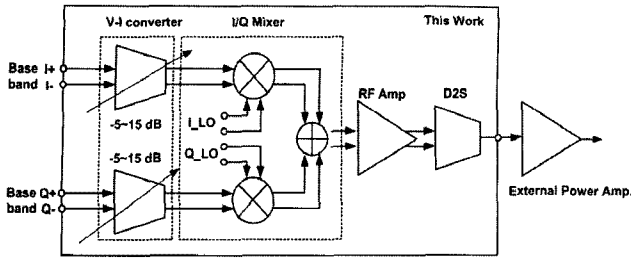 V-I converter
I/Q Mixer
This Work
Base I+
band I-
RF Amp
D2S
-5~15 dB
I_LO
-5~15 dB
Q_LO
Base Q+
band Q-
External Power Amp.